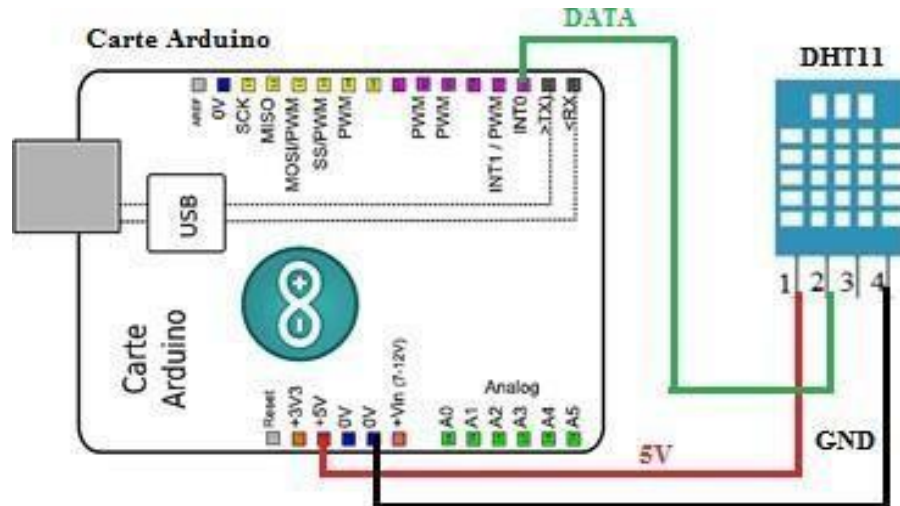 DATA
Carte Arduino
DHT11
AREF
0V
SCK
MISO
MOSI/PWM
SS/PWM
PWM
PWM
PWM
INT1 / PWM
INT0
≥TX⟩
<RX
USB
1 2 3 4
Carte
Arduino
Reset
+3V3
+5V
0V
0V
+Vin (7-12V)
Analog
A0
A1
A2
A3
A4
A5
5V
GND